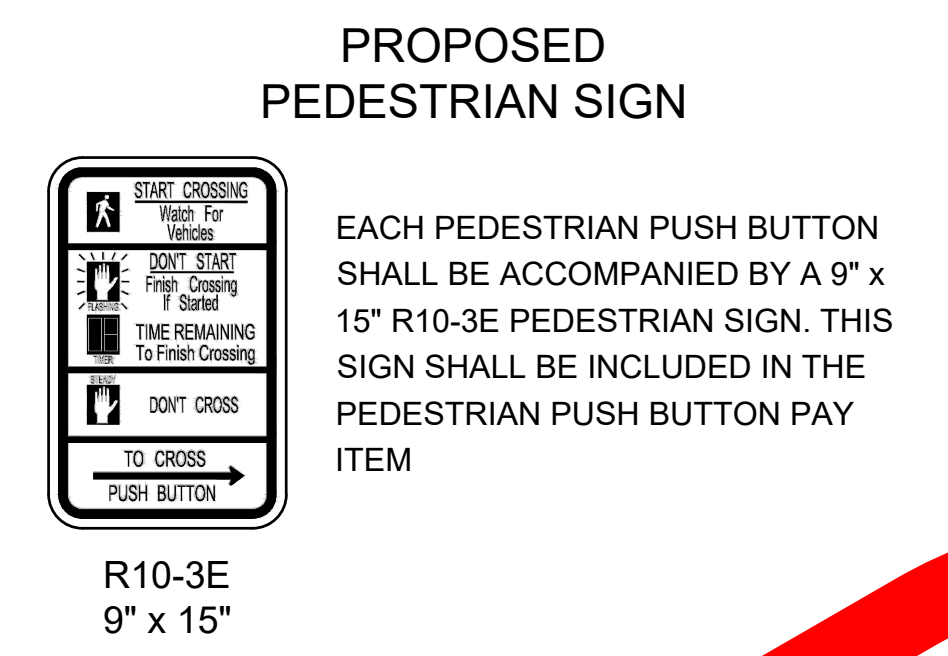 PROPOSED
PEDESTRIAN SIGN
START CROSSING
Watch For
Vehicles
DON'T START
Finish Crossing
If Started
FLASHING
TIME REMAINING
To Finish Crossing
TIMER
STEADY
DON'T CROSS
TO CROSS
PUSH BUTTON
R10-3E
9" x 15"
EACH PEDESTRIAN PUSH BUTTON
SHALL BE ACCOMPANIED BY A 9" x
15" R10-3E PEDESTRIAN SIGN. THIS
SIGN SHALL BE INCLUDED IN THE
PEDESTRIAN PUSH BUTTON PAY
ITEM